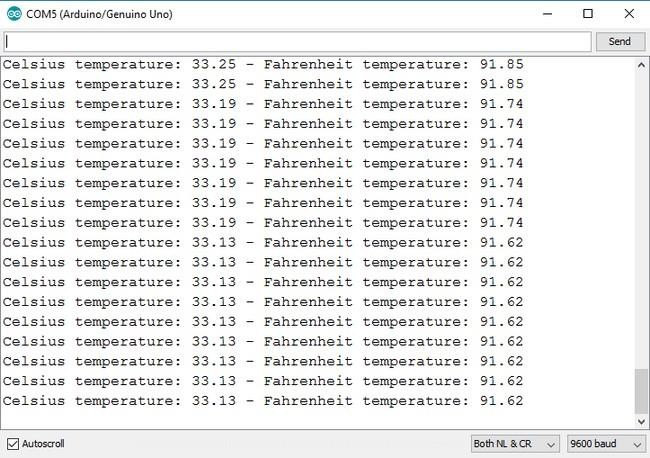 COM5 (Arduino/Genuino Uno)
Send
Celsius temperature: 33.25 - Fahrenheit temperature: 91.85
Celsius temperature: 33.25 - Fahrenheit temperature: 91.85
Celsius temperature: 33.19 - Fahrenheit temperature: 91.74
Celsius temperature: 33.19 - Fahrenheit temperature: 91.74
Celsius temperature: 33.19 - Fahrenheit temperature: 91.74
Celsius temperature: 33.19 - Fahrenheit temperature: 91.74
Celsius temperature: 33.19 - Fahrenheit temperature: 91.74
Celsius temperature: 33.19 - Fahrenheit temperature: 91.74
Celsius temperature: 33.19 - Fahrenheit temperature: 91.74
Celsius temperature: 33.13 - Fahrenheit temperature: 91.62
Celsius temperature: 33.13 - Fahrenheit temperature: 91.62
Celsius temperature: 33.13 - Fahrenheit temperature: 91.62
Celsius temperature: 33.13 - Fahrenheit temperature: 91.62
Celsius temperature: 33.13 - Fahrenheit temperature: 91.62
Celsius temperature: 33.13 - Fahrenheit temperature: 91.62
Celsius temperature: 33.13 - Fahrenheit temperature: 91.62
Celsius temperature: 33.13 - Fahrenheit temperature: 91.62
Celsius temperature: 33.13 - Fahrenheit temperature: 91.62
Autoscroll
Both NL & CR
9600 baud